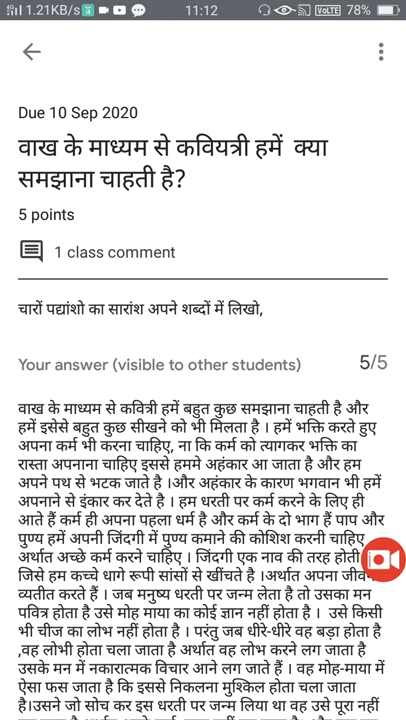 1.21KB/s 11:12 VoLTE 78%
Due 10 Sep 2020
वाख के माध्यम से कवियत्री हमें क्या
समझाना चाहती है?
5 points
1 class comment
चारों पद्यांशो का सारांश अपने शब्दों में लिखो,
Your answer (visible to other students) 5/5
वाख के माध्यम से कवित्री हमें बहुत कुछ समझाना चाहती है और
हमें इसेसे बहुत कुछ सीखने को भी मिलता है । हमें भक्ति करते हुए
अपना कर्म भी करना चाहिए, ना कि कर्म को त्यागकर भक्ति का
रास्ता अपनाना चाहिए इससे हममे अहंकार आ जाता है और हम
अपने पथ से भटक जाते है ।और अहंकार के कारण भगवान भी हमें
अपनाने से इंकार कर देते है । हम धरती पर कर्म करने के लिए ही
आते हैं कर्म ही अपना पहला धर्म है और कर्म के दो भाग हैं पाप और
पुण्य हमें अपनी जिंदगी में पुण्य कमाने की कोशिश करनी चाहिए
अर्थात अच्छे कर्म करने चाहिए । जिंदगी एक नाव की तरह होती
जिसे हम कच्चे धागे रूपी सांसों से खींचते है ।अर्थात अपना
व्यतीत करते हैं । जब मनुष्य धरती पर जन्म लेता है तो उसका मन
पवित्र होता है उसे मोह माया का कोई ज्ञान नहीं होता है । उसे किसी
भी चीज का लोभ नहीं होता है । परंतु जब धीरे-धीरे वह बड़ा होता है
,वह लोभी होता चला जाता है अर्थात वह लोभ करने लग जाता है
उसके मन में नकारात्मक विचार आने लग जाते हैं । वह मोह-माया में
ऐसा फस जाता है कि इससे निकलना मुश्किल होता चला जाता
है।उसने जो सोच कर इस धरती पर जन्म लिया था वह उसे पूरा नहीं